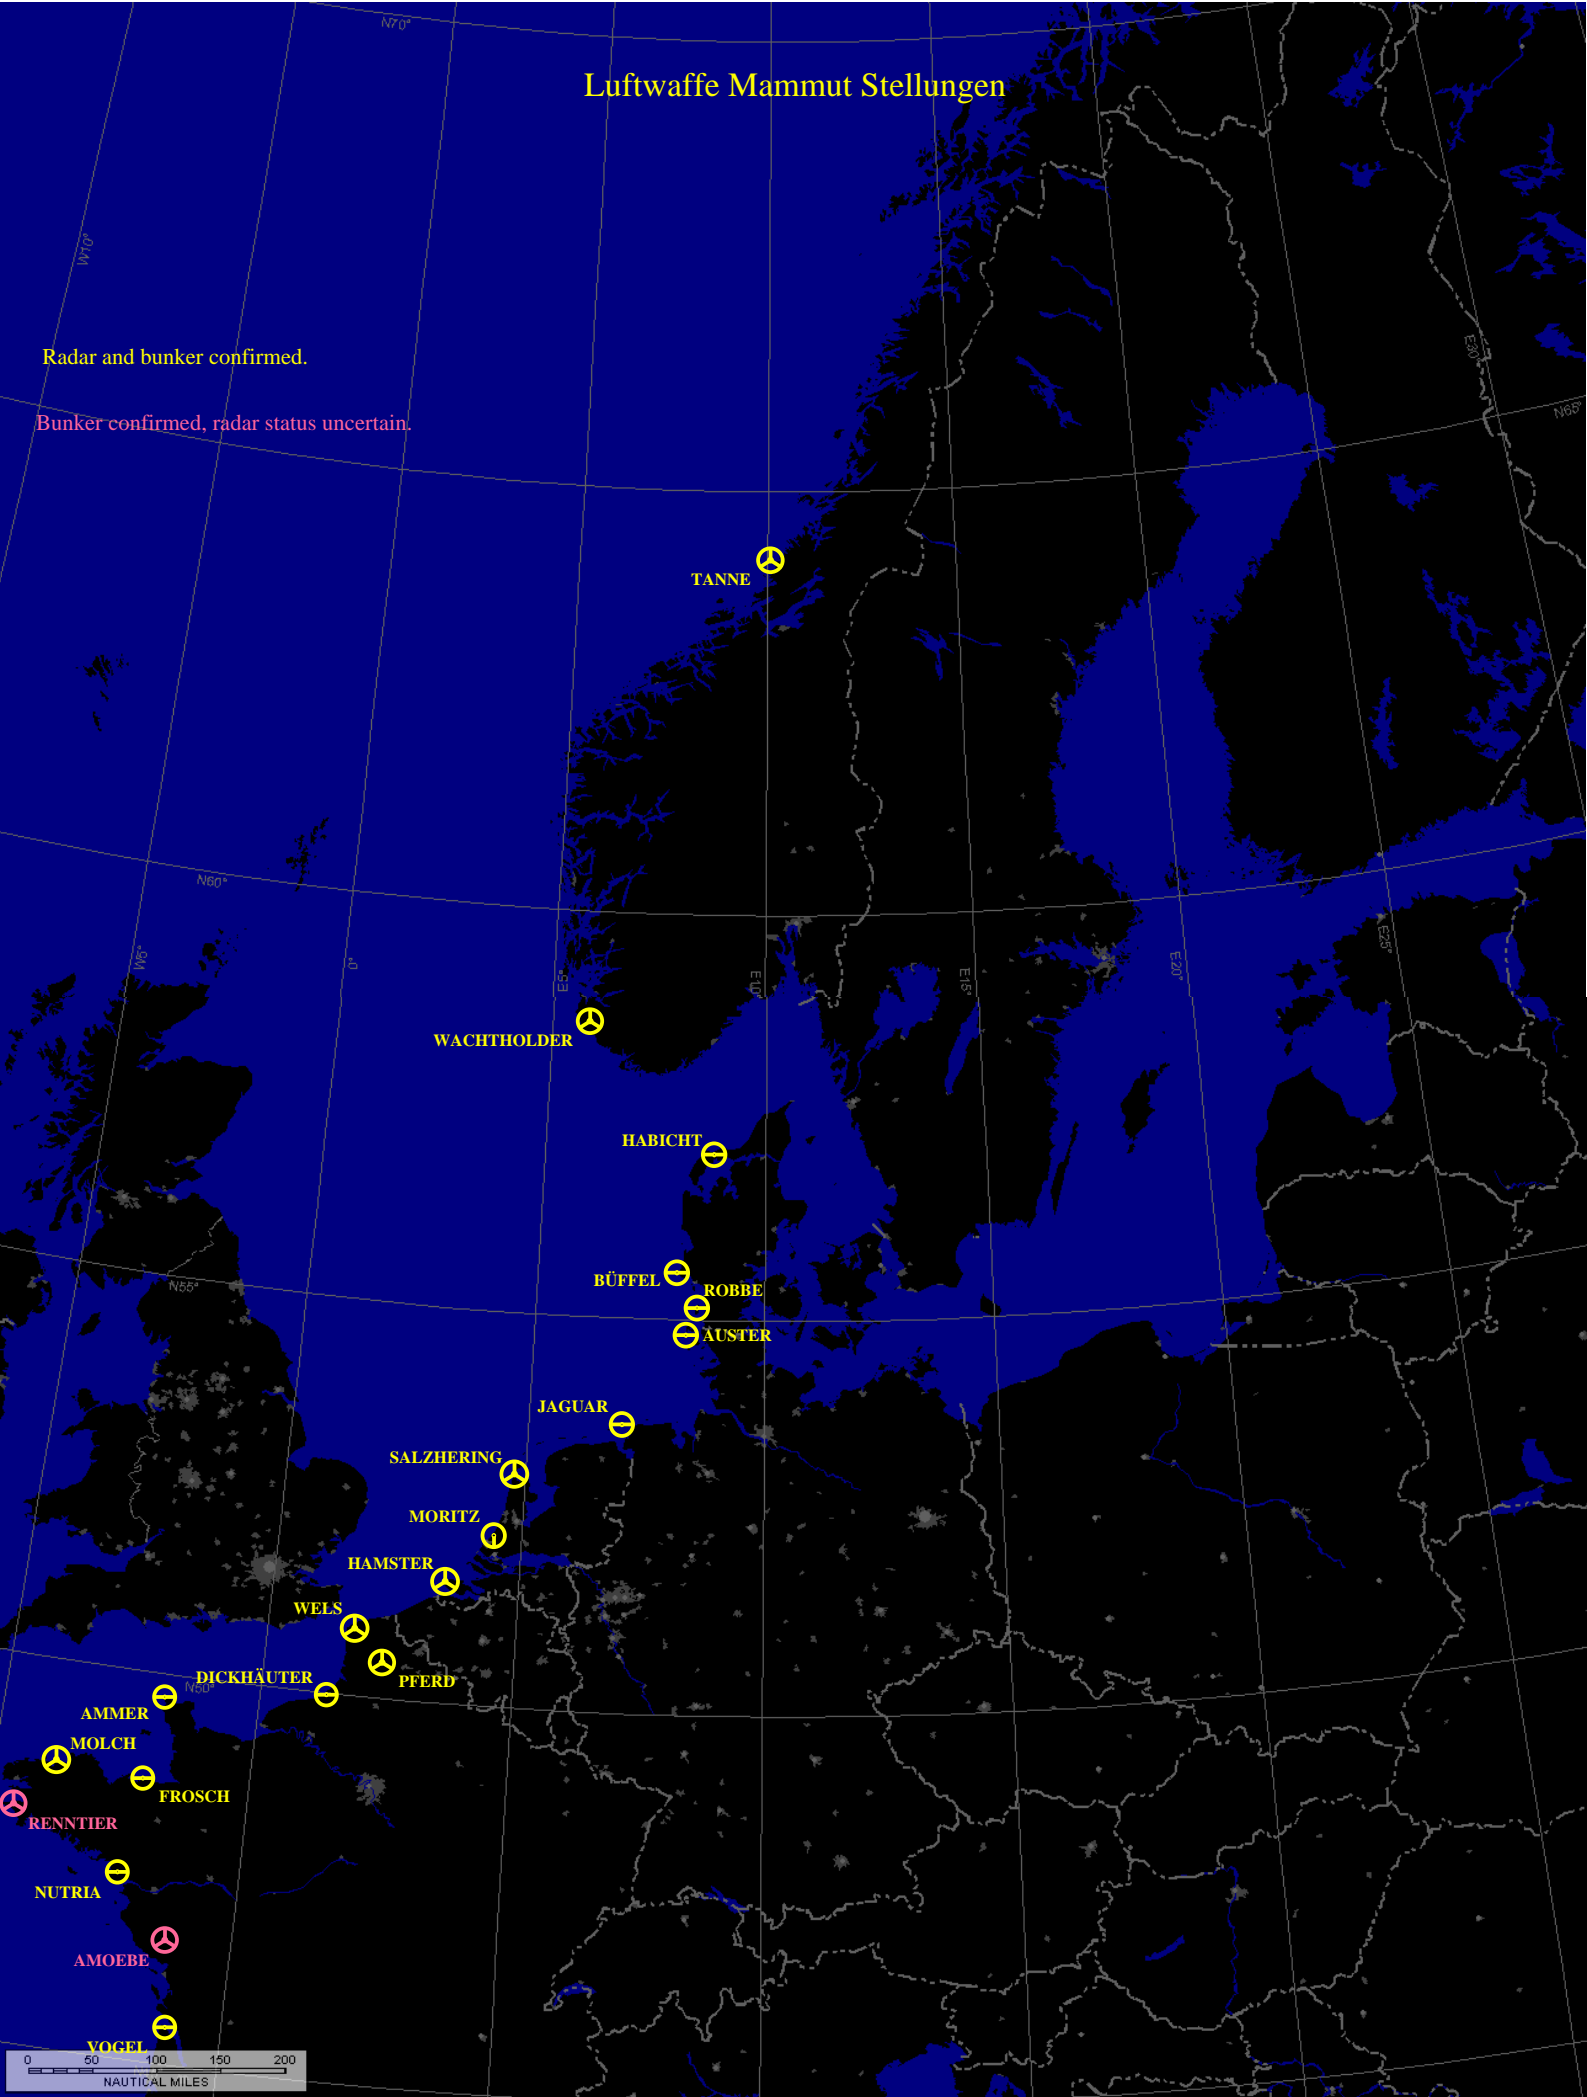 N70°
Luftwaffe Mammut Stellungen
W10°
Radar and bunker confirmed.
E30°
N65°
Bunker confirmed, radar status uncertain.
TANNE
N60°
W5°
0°
E5°
E10°
E15°
E20°
E25°
WACHTHOLDER
HABICHT
BÜFFEL
ROBBE
N55°
AUSTER
JAGUAR
SALZHERING
MORITZ
HAMSTER
WELS
DICKHÄUTER
PFERD
N50°
AMMER
MOLCH
FROSCH
RENNTIER
NUTRIA
AMOEBE
VOGEL
0 50 100 150 200
NAUTICAL MILES